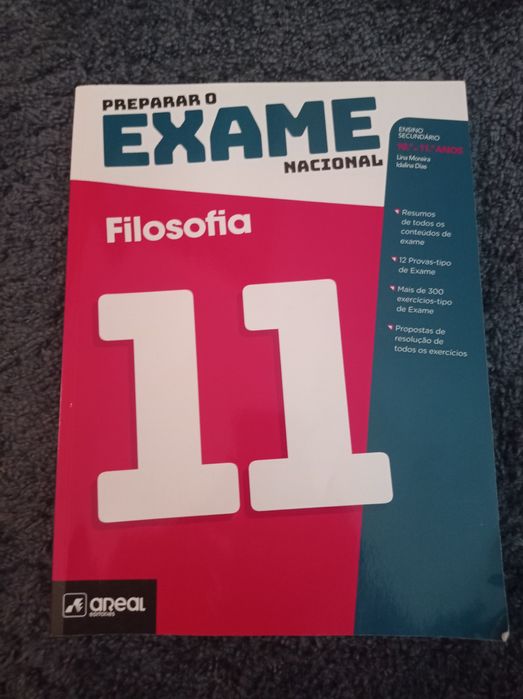 PREPARAR O
EXAME
NACIONAL
ENSINO
SECUNDÁRIO
10.º - 11.º ANOS
Lina Moreira
Idalina Dias
Filosofia
Resumos
de todos os
conteúdos de
exame
12 Provas-tipo
de Exame
Mais de 300
exercícios-tipo
de Exame
Propostas de
resolução de
todos os exercícios
11
areal
editores